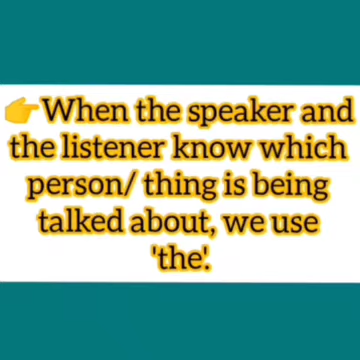 👉When the speaker and
the listener know which
person/ thing is being
talked about, we use
'the'.